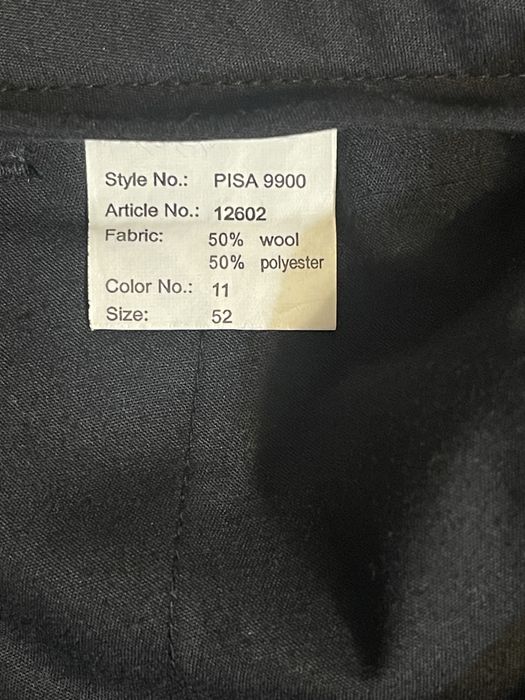 Style No.: PISA 9900
Article No.: 12602
Fabric: 50% wool
50% polyester
Color No.: 11
Size: 52